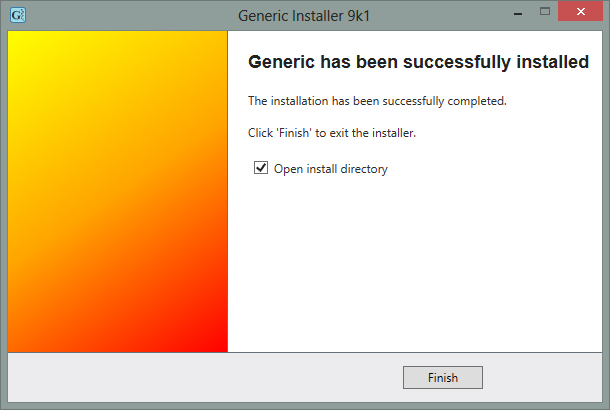 G
Generic Installer 9k1
Generic has been successfully installed
The installation has been successfully completed.
Click 'Finish' to exit the installer.
Open install directory
Finish